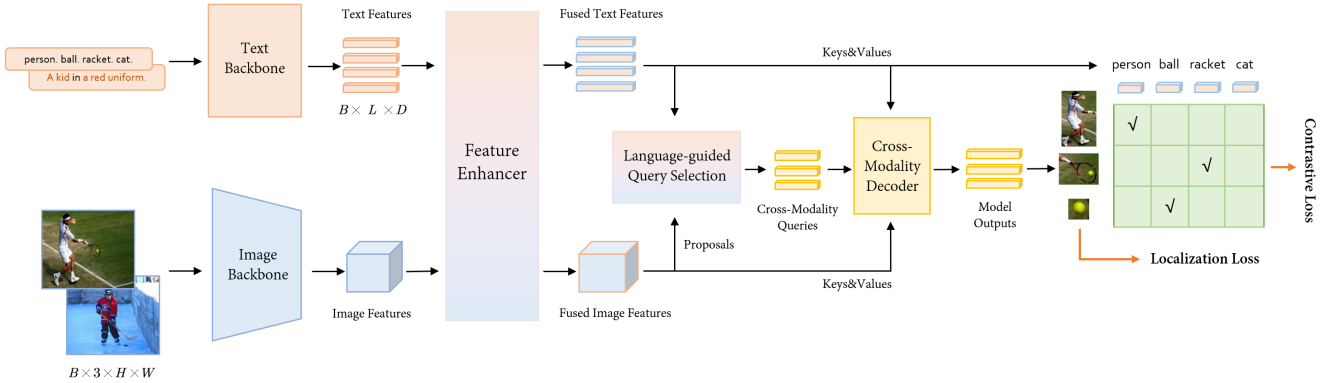 person. ball. racket. cat.
A kid in a red uniform.
Text
Backbone
Text Features
B × L × D
B × 3 × H × W
Image
Backbone
Image Features
Feature
Enhancer
Fused Text Features
Fused Image Features
Language-guided
Query Selection
Proposals
Cross-Modality
Queries
Keys&Values
Cross-
Modality
Decoder
Keys&Values
Model
Outputs
person ball racket cat
√
√
√
Contrastive Loss
Localization Loss